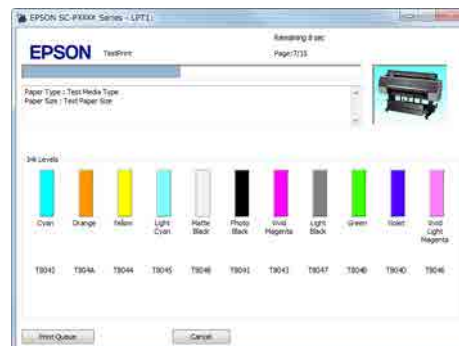 EPSON SC-PXXXX Series - LPT1:
Remaining 8 sec
EPSON TestPrint Page:7/15
Paper Type : Test Media Type
Paper Size : Test Paper Size
Ink Levels
Cyan Orange Yellow Light Cyan Matte Black Photo Black Vivid Magenta Light Black Green Violet Vivid Light Magenta
T8042 T804A T8044 T8045 T8048 T8041 T8043 T8047 T804B T804D T8046
Print Queue Cancel